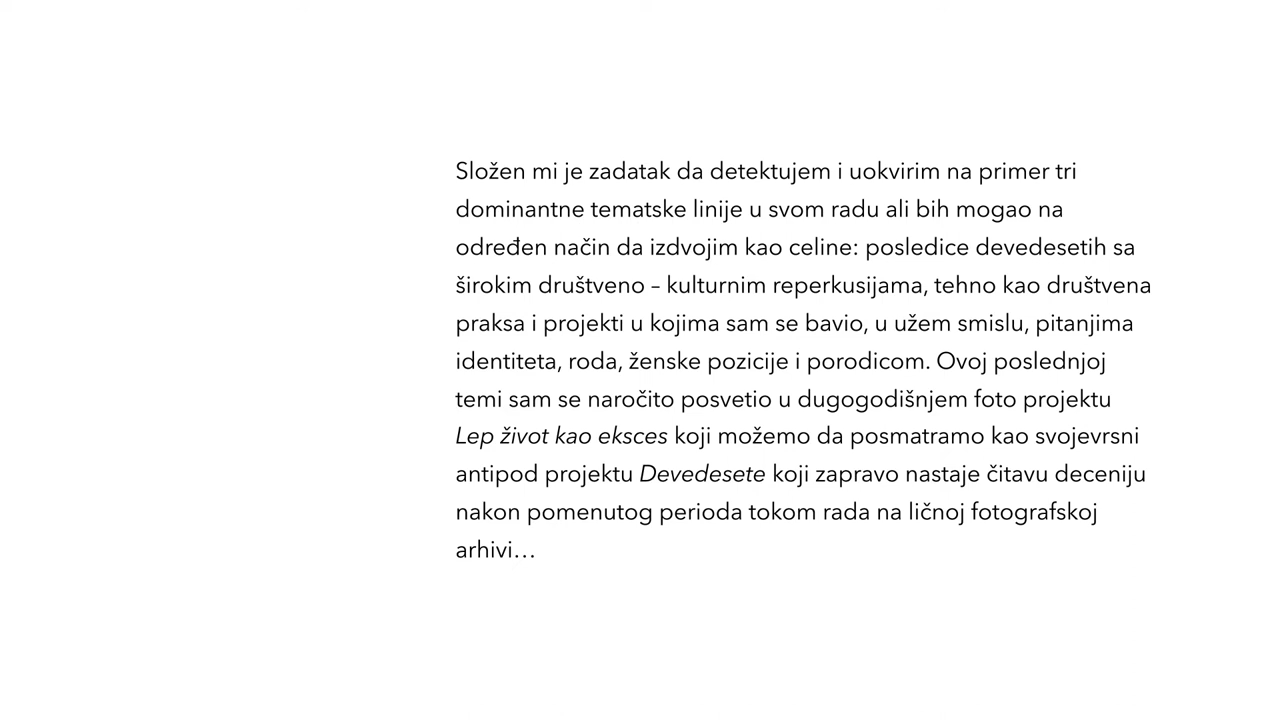 Složen mi je zadatak da detektujem i uokvirim na primer tri
dominantne tematske linije u svom radu ali bih mogao na
određen način da izdvojim kao celine: posledice devedesetih sa
širokim društveno – kulturnim reperkusijama, tehno kao društvena
praksa i projekti u kojima sam se bavio, u užem smislu, pitanjima
identiteta, roda, ženske pozicije i porodicom. Ovoj poslednjoj
temi sam se naročito posvetio u dugogodišnjem foto projektu
Lep život kao eksces koji možemo da posmatramo kao svojevrsni
antipod projektu Devedesete koji zapravo nastaje čitavu deceniju
nakon pomenutog perioda tokom rada na ličnoj fotografskoj
arhivi…